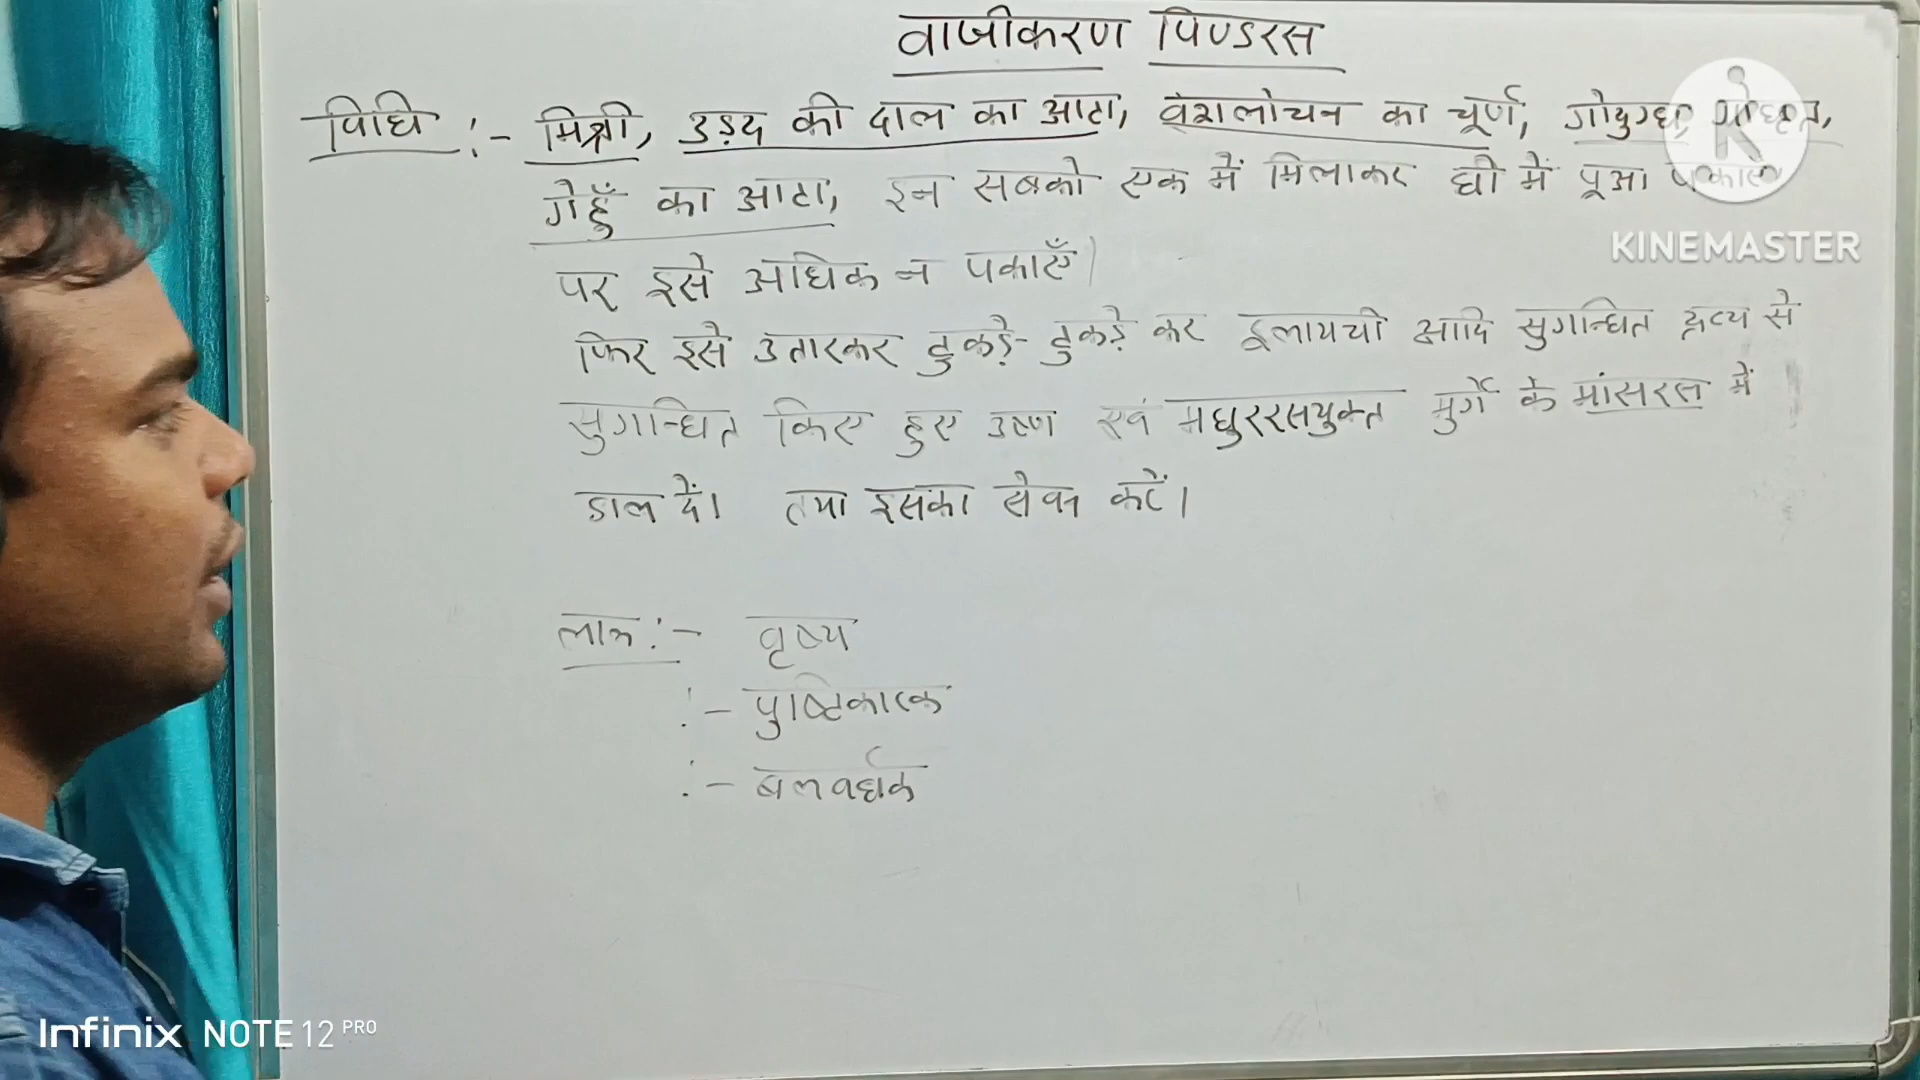 वाजीकरण पिण्डरस
विधि :- मिश्री, उड़द की दाल का आटा, वंशलोचन का चूर्ण, गोदुग्ध, गोघृत,
गेहूँ का आटा, इन सबको एक में मिलाकर घी में पूआ पकाए
पर इसे अधिक न पकाएँ।
फिर इसे उतारकर टुकड़े-टुकड़े कर इलायची आदि सुगन्धित द्रव्य से
सुगन्धित किए हुए उष्ण एवं मधुररसयुक्त मुर्गे के मांसरस में
डाल दें। तथा इसका सेवन करें।
लाभ :- वृष्य
:- पुष्टिकारक
:- बलवर्धक
KINEMASTER
Infinix NOTE 12 PRO